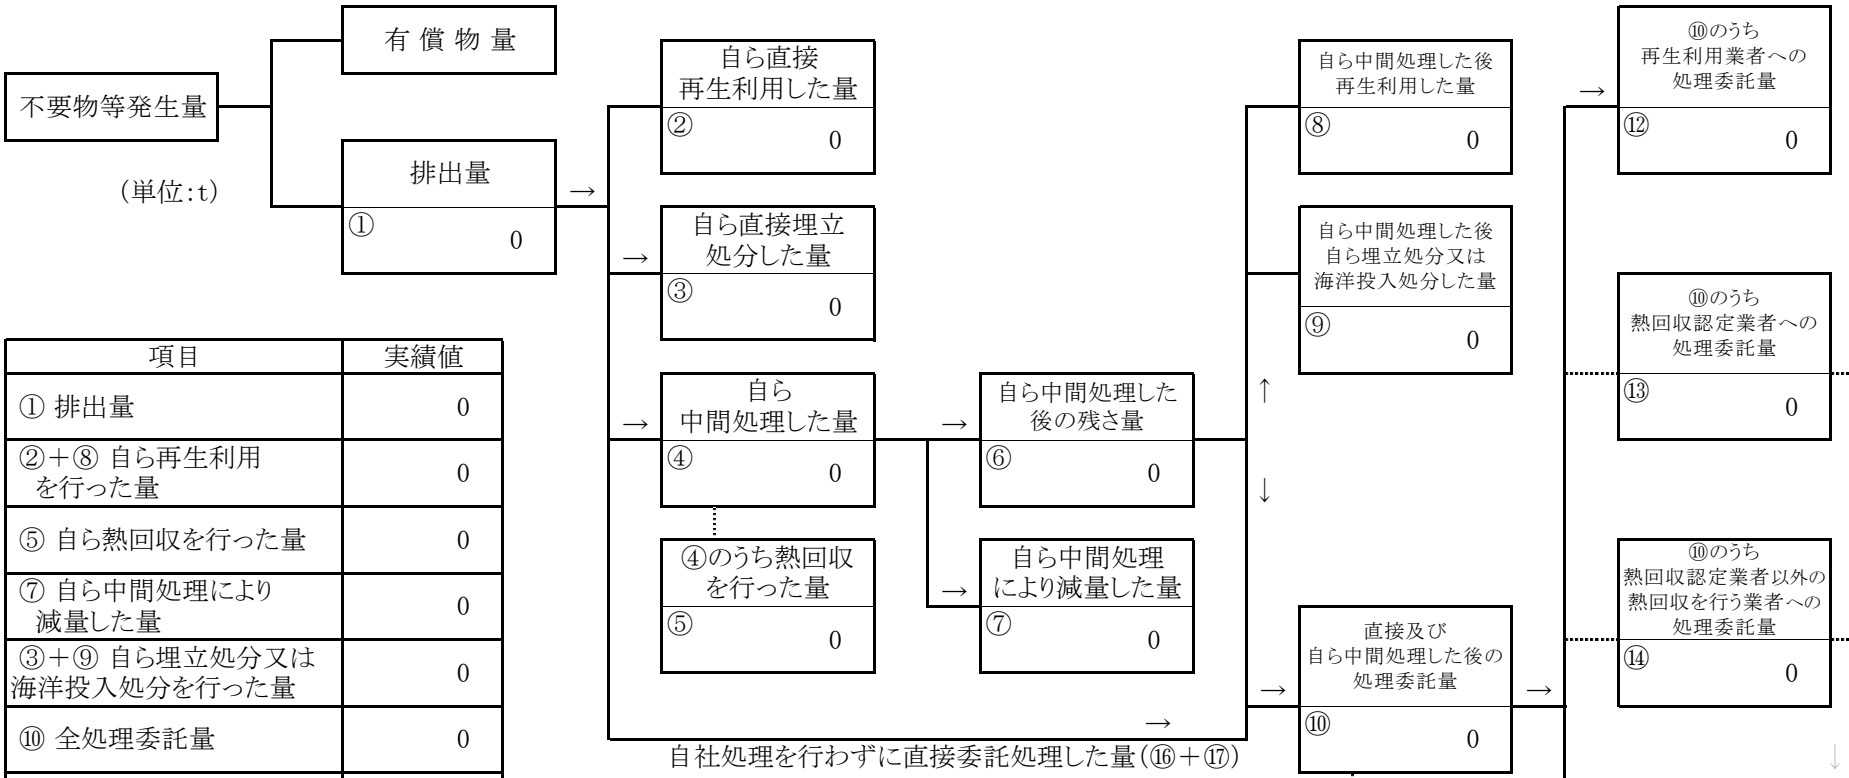 不要物等発生量
(単位:t)
有 償 物 量
排出量
①
0
→
自ら直接
再生利用した量
②
0
→
自ら直接埋立
処分した量
③
0
→
自ら
中間処理した量
④
0
④のうち熱回収
を行った量
⑤
0
→
自ら中間処理した
後の残さ量
⑥
0
→
自ら中間処理
により減量した量
⑦
0
→
自社処理を行わずに直接委託処理した量(⑯＋⑰)
↑
↓
自ら中間処理した後
再生利用した量
⑧
0
自ら中間処理した後
自ら埋立処分又は
海洋投入処分した量
⑨
0
→
直接及び
自ら中間処理した後の
処理委託量
⑩
0
→
→
⑩のうち
再生利用業者への
処理委託量
⑫
0
⑩のうち
熱回収認定業者への
処理委託量
⑬
0
⑩のうち
熱回収認定業者以外の
熱回収を行う業者への
処理委託量
⑭
0
↓
項目 実績値
① 排出量 0
②＋⑧ 自ら再生利用
を行った量 0
⑤ 自ら熱回収を行った量 0
⑦ 自ら中間処理により
減量した量 0
③＋⑨ 自ら埋立処分又は
海洋投入処分を行った量 0
⑩ 全処理委託量 0